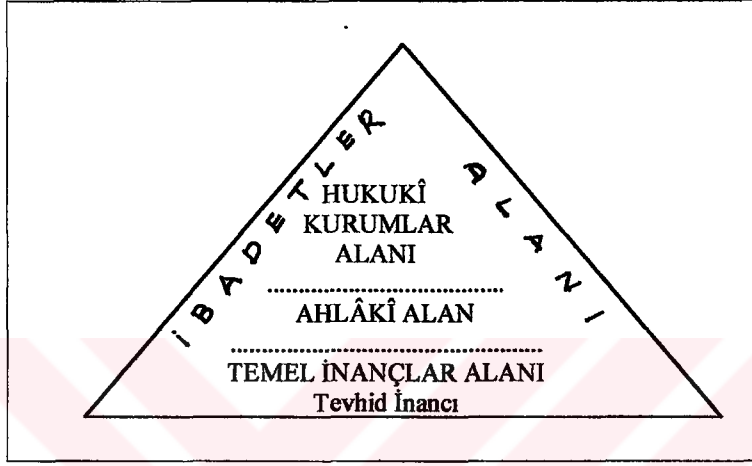 İBADETLER ALANI
HUKUKÎ
KURUMLAR
ALANI
AHLÂKÎ ALAN
TEMEL İNANÇLAR ALANI
Tevhid İnancı